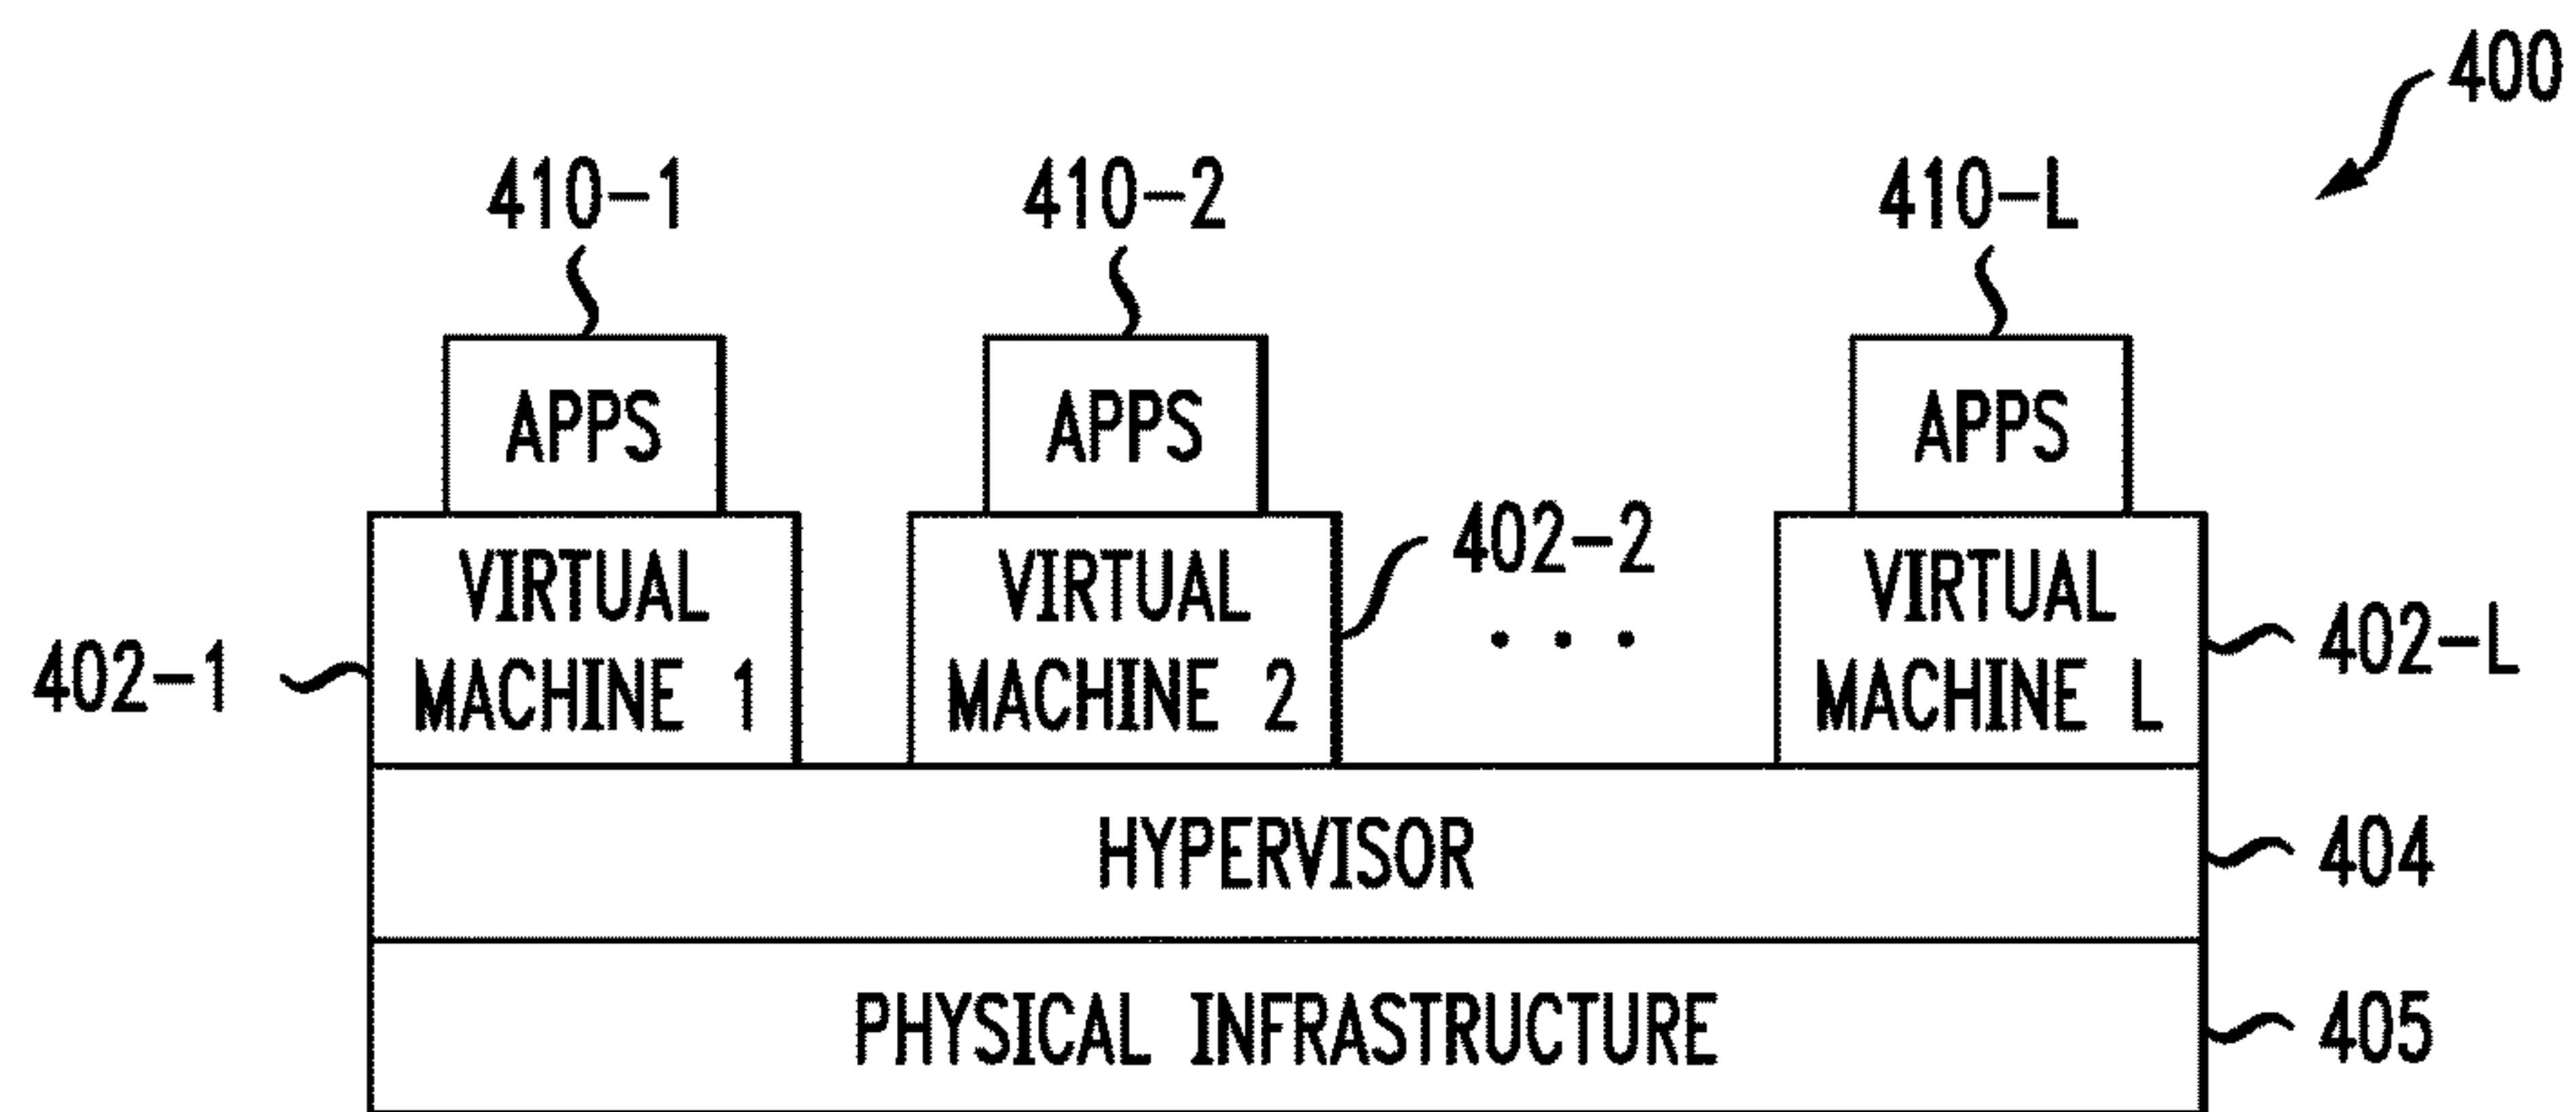 400
410-1
410-2
410-L
APPS
APPS
APPS
402-1
VIRTUAL
MACHINE 1
VIRTUAL
MACHINE 2
402-2
. . .
VIRTUAL
MACHINE L
402-L
HYPERVISOR
404
PHYSICAL INFRASTRUCTURE
405